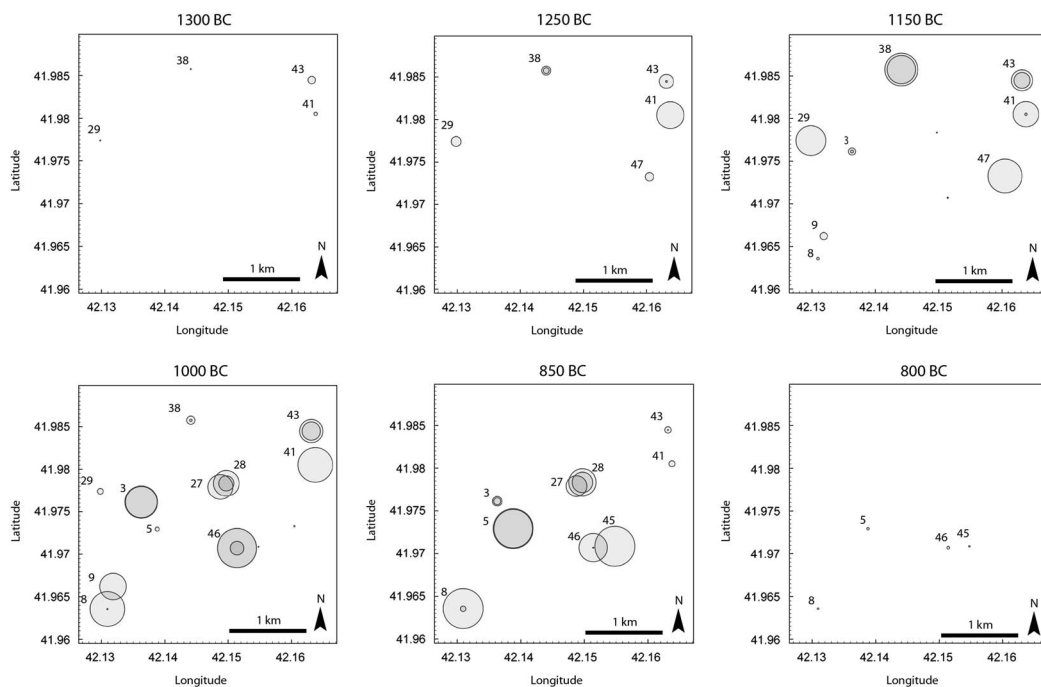 1300 BC
38
43
41
29
41.985
41.98
41.975
41.97
41.965
41.96
Latitude
N
1 km
42.13 42.14 42.15 42.16
Longitude
1250 BC
38
43
41
29
47
41.985
41.98
41.975
41.97
41.965
41.96
Latitude
N
1 km
42.13 42.14 42.15 42.16
Longitude
1150 BC
38
43
41
29
3
47
9
8
41.985
41.98
41.975
41.97
41.965
41.96
Latitude
N
1 km
42.13 42.14 42.15 42.16
Longitude
1000 BC
38
43
41
28
27
29
3
5
46
9
8
41.985
41.98
41.975
41.97
41.965
41.96
Latitude
N
1 km
42.13 42.14 42.15 42.16
Longitude
850 BC
43
41
28
27
3
5
45
46
8
41.985
41.98
41.975
41.97
41.965
41.96
Latitude
N
1 km
42.13 42.14 42.15 42.16
Longitude
800 BC
5
46 45
8
41.985
41.98
41.975
41.97
41.965
41.96
Latitude
N
1 km
42.13 42.14 42.15 42.16
Longitude